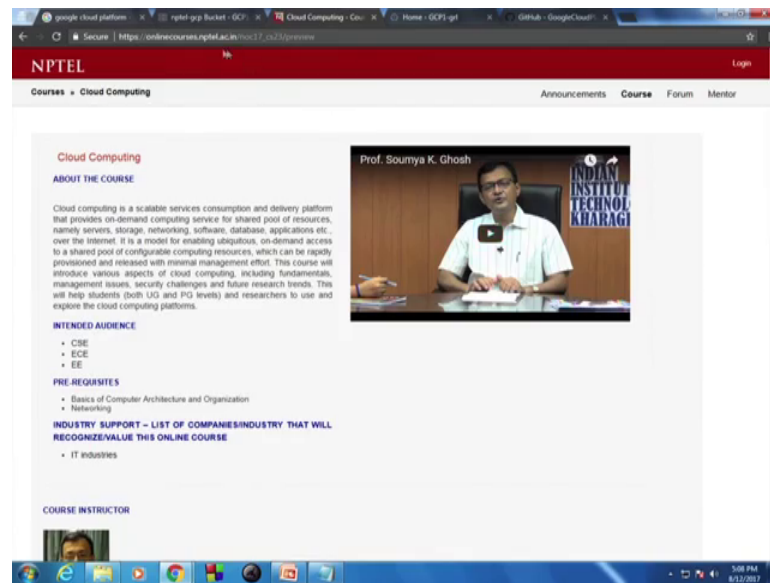 google cloud platform -
nptel-gcp Bucket - GCP1
Cloud Computing - Cou
Home - GCP1-grl
GitHub - GoogleCloudPl
Secure | https://onlinecourses.nptel.ac.in/noc17_cs23/preview
NPTEL
Login
Courses » Cloud Computing
Announcements Course Forum Mentor
Cloud Computing
ABOUT THE COURSE
Cloud computing is a scalable services consumption and delivery platform
that provides on-demand computing service for shared pool of resources,
namely servers, storage, networking, software, database, applications etc.,
over the Internet. It is a model for enabling ubiquitous, on-demand access
to a shared pool of configurable computing resources, which can be rapidly
provisioned and released with minimal management effort. This course will
introduce various aspects of cloud computing, including fundamentals,
management issues, security challenges and future research trends. This
will help students (both UG and PG levels) and researchers to use and
explore the cloud computing platforms.
Prof. Soumya K. Ghosh
INDIAN
INSTITUT
TECHNOL
KHARAG
INTENDED AUDIENCE
CSE
ECE
EE
PRE-REQUISITES
Basics of Computer Architecture and Organization
Networking
INDUSTRY SUPPORT – LIST OF COMPANIES/INDUSTRY THAT WILL
RECOGNIZE/VALUE THIS ONLINE COURSE
IT industries
COURSE INSTRUCTOR
5:08 PM
8/12/2017